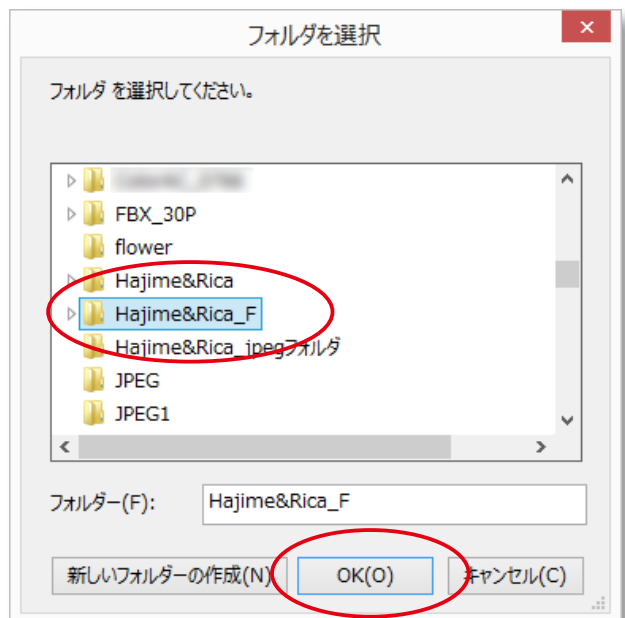 フォルダを選択
フォルダ を選択してください。
FBX_30P
flower
Hajime&Rica
Hajime&Rica_F
Hajime&Rica_jpegフォルダ
JPEG
JPEG1
フォルダー(F): Hajime&Rica_F
新しいフォルダーの作成(N) OK(O) キャンセル(C)